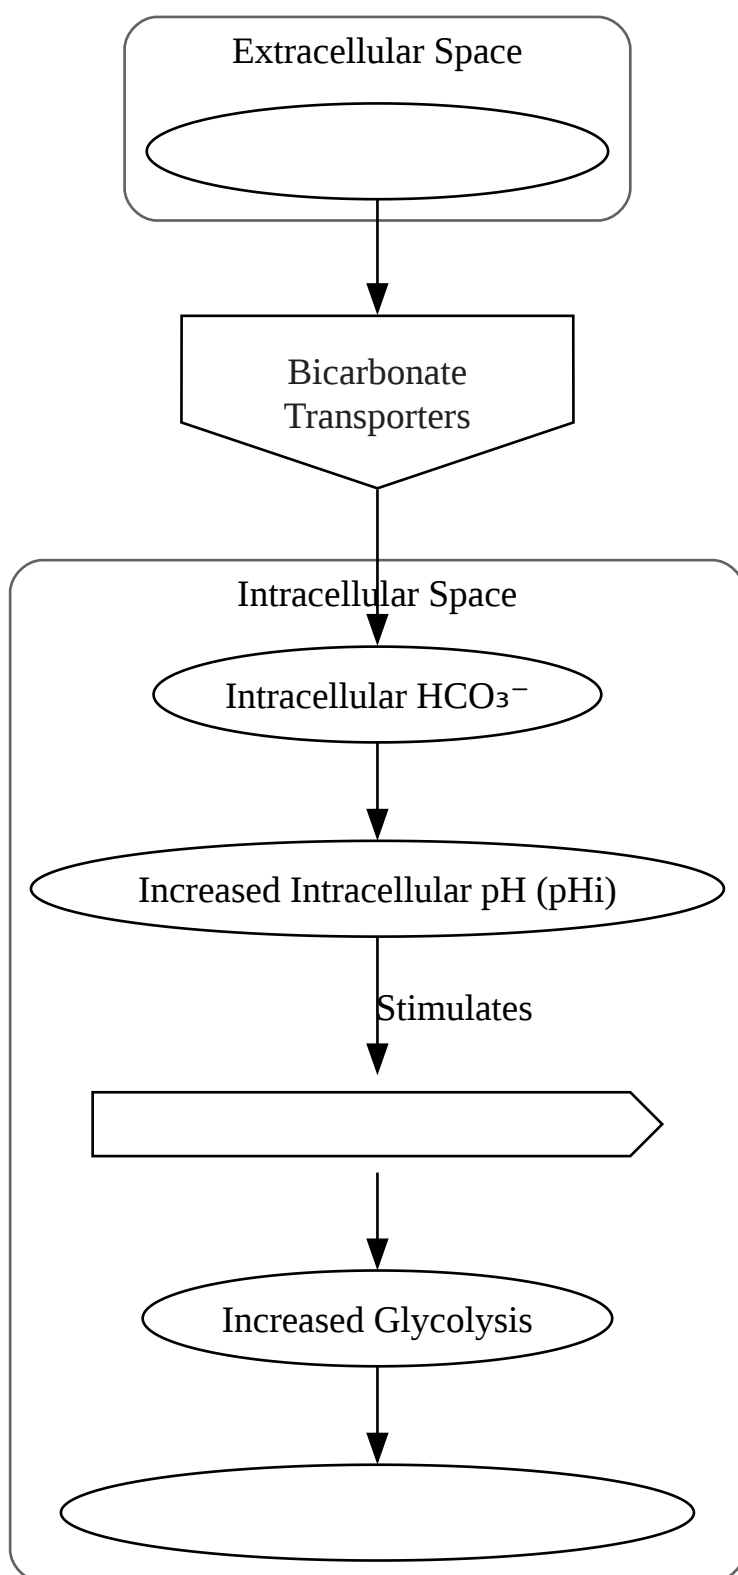 Extracellular Space
Bicarbonate
Transporters
Intracellular Space
Intracellular HCO₃⁻
Increased Intracellular pH (pHi)
Stimulates
Increased Glycolysis